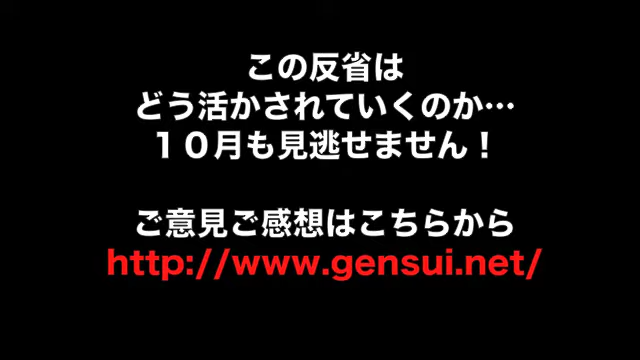 この反省は
どう活かされていくのか…
１０月も見逃せません！
ご意見ご感想はこちらから
http://www.gensui.net/